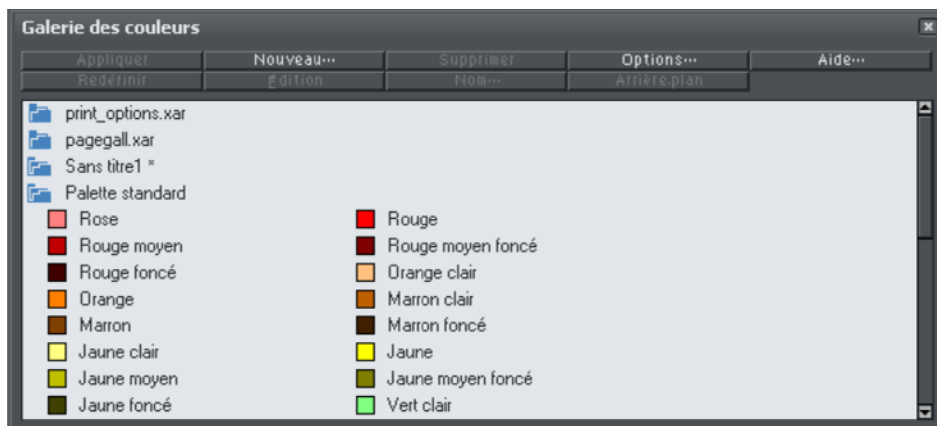 Galerie des couleurs
Appliquer Nouveau... Supprimer Options... Aide...
Redéfinir Édition Nom... Arrière-plan
print_options.xar
pagegall.xar
Sans titre1 *
Palette standard
Rose Rouge
Rouge moyen Rouge moyen foncé
Rouge foncé Orange clair
Orange Marron clair
Marron Marron foncé
Jaune clair Jaune
Jaune moyen Jaune moyen foncé
Jaune foncé Vert clair